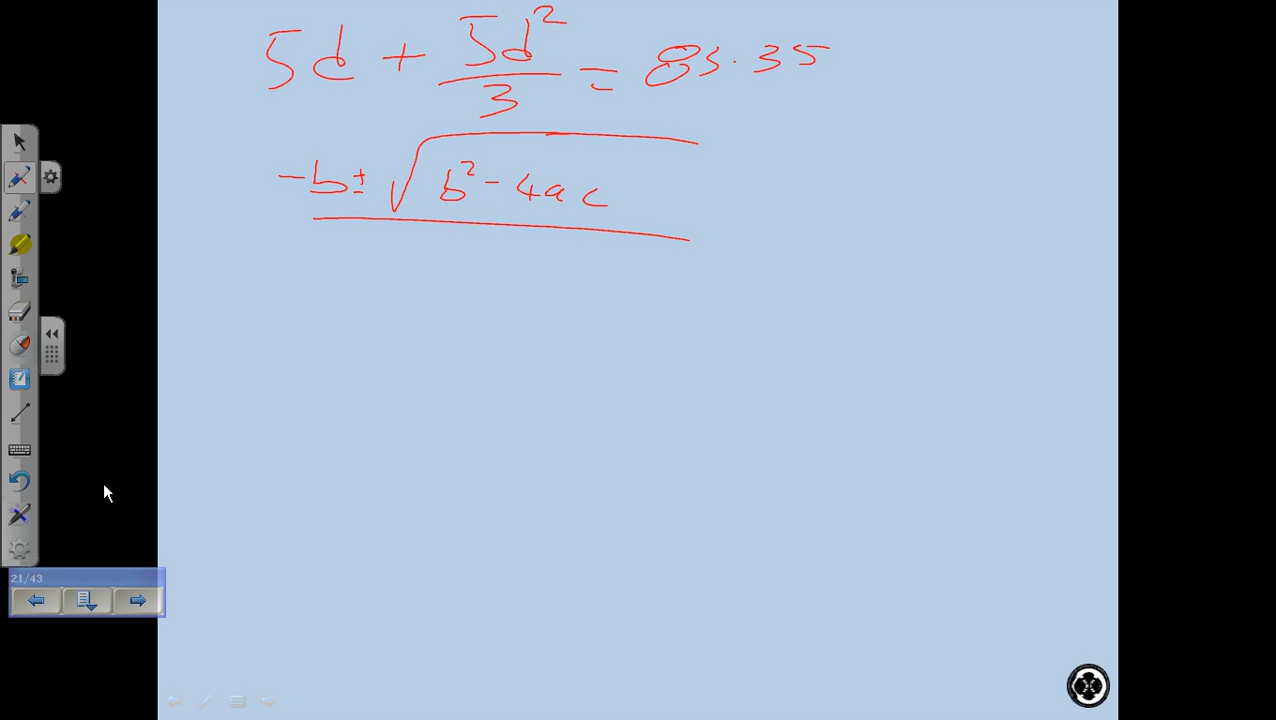 5d + 5d²/3 = 85.35
-b ± √b² - 4ac
21/43